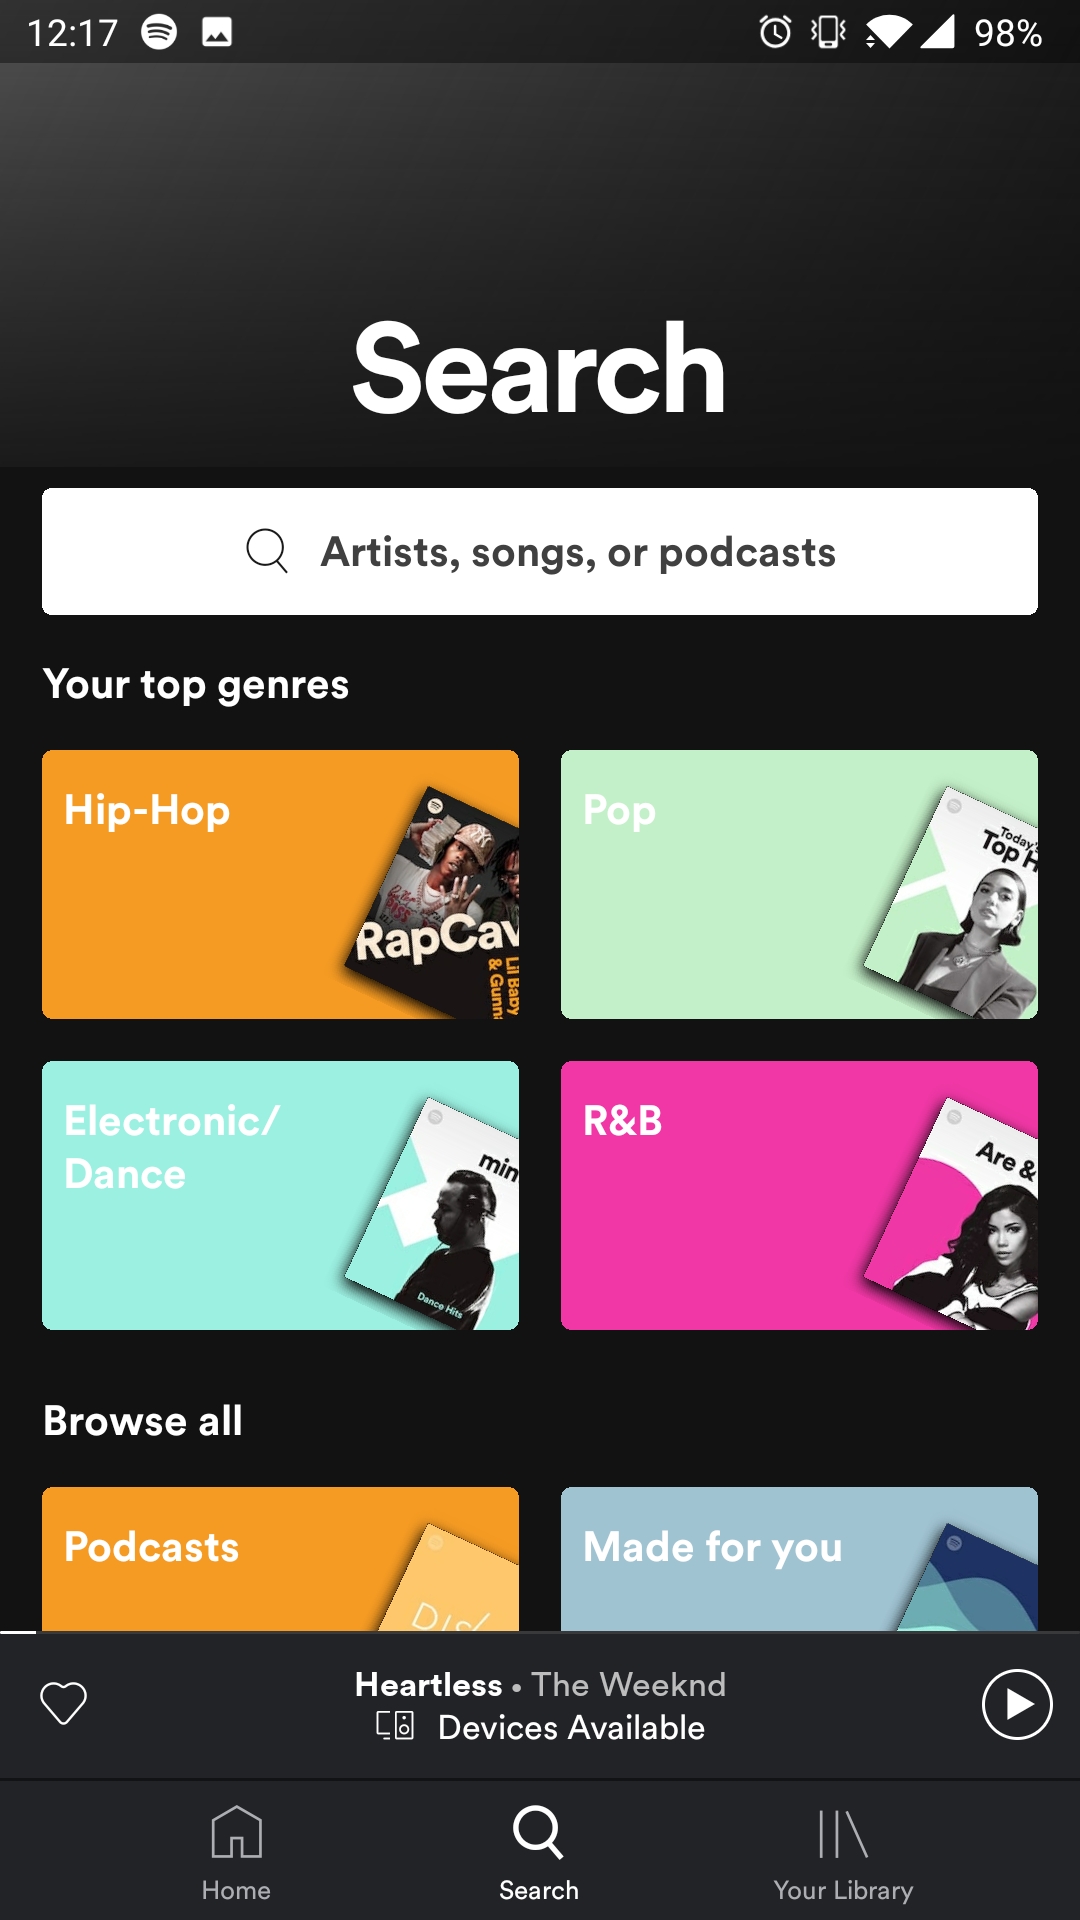 12:17
98%
Search
Artists, songs, or podcasts
Your top genres
Hip-Hop
RapCav
Lil Baby
& Gunna
Pop
Today's
Top H
Electronic/
Dance
min
Dance Hits
R&B
Are &
Browse all
Podcasts
Made for you
Heartless • The Weeknd
Devices Available
Home
Search
Your Library